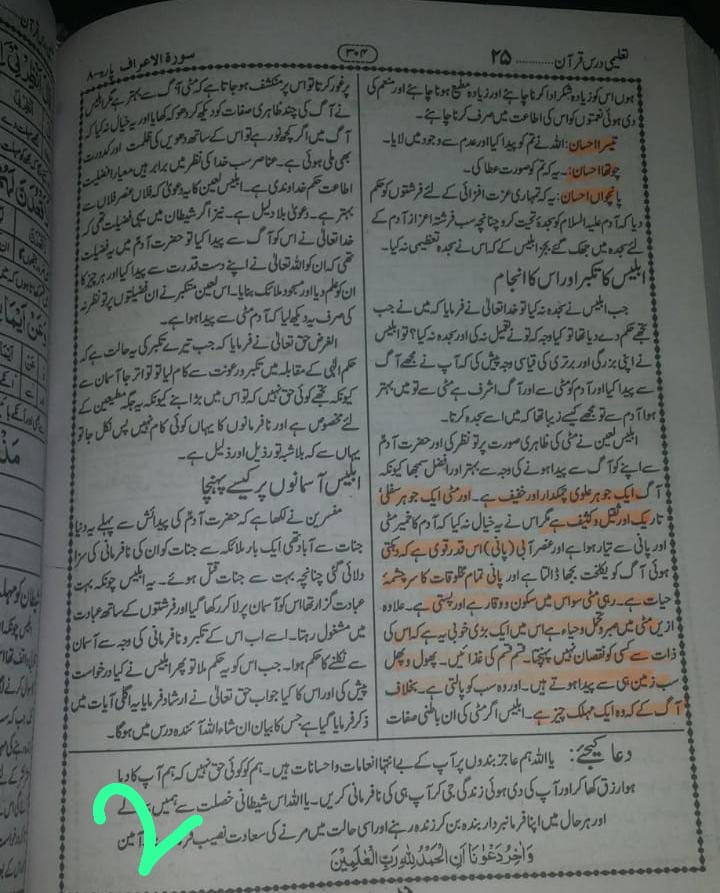 تعلیمی درس قرآن............ ۲۵
۳۰۴
سورة الاعراف پارہ-۸
ہوں اس کو زیادہ شکر ادا کرنا چاہئے اور زیادہ مطیع ہونا چاہئے اور منعم کی
دی ہوئی نعمتوں کو اس کی اطاعت میں صرف کرنا چاہئے۔
تیسرا احسان: اللہ نے تم کو پیدا کیا اور عدم سے وجود میں لایا۔
چوتھا احسان:۔ یہ کہ تم کو صورت عطا کی۔
پانچواں احسان: یہ کہ تمہاری عزت افزائی کے لئے فرشتوں کو حکم
دیا کہ آدم علیہ السلام کو سجدہ تحیت کرو چنانچہ سب فرشتہ اعزاز آدم کے
لئے سجدہ میں جھک گئے بجز ابلیس کے کہ اس نے سجدہ تعظیمی نہ کیا۔
ابلیس کا تکبر اور اس کا انجام
جب ابلیس نے سجدہ نہ کیا تو خدا تعالیٰ نے فرمایا کہ میں نے جب
تجھے حکم دے دیا تھا تو کیا وجہ کہ تو نے تعمیل نہ کی اور سجدہ نہ کیا؟ تو ابلیس
نے اپنی بزرگی اور برتری کی قیاسی وجہ پیش کی کہ آپ نے مجھے آگ
سے پیدا کیا اور آدم کو مٹی سے اور آگ اشرف ہے مٹی سے تو میں بہتر
ہوا آدم سے تو مجھے کیسے زیبا تھا کہ میں اسے سجدہ کرتا۔
ابلیس لعین نے مٹی کی ظاہری صورت پر تو نظر کی اور حضرت آدمؑ
سے اپنے کو آگ سے پیدا ہونے کی وجہ سے بہتر اور افضل سمجھا کیونکہ
آگ ایک جوہر علوی چمکدار اور خفیف ہے۔ اور مٹی ایک جوہر سفلی
تاریک اور ثقیل وکثیف ہے مگر اس نے یہ خیال نہ کیا کہ آدم کا خمیر مٹی
اور پانی سے تیار ہوا ہے اور عنصر آبی (پانی) اس قدر قوی ہے کہ دہکتی
ہوئی آگ کو یکلخت بجھا ڈالتا ہے اور پانی تمام مخلوقات کا سرچشمۂ
حیات ہے۔ رہی مٹی سو اس میں سکون و وقار ہے اور پستی ہے۔ علاوہ
ازیں مٹی میں صبر وتحمل وحیاء ہے اس میں ایک بڑی خوبی یہ ہے کہ اس کی
ذات سے کسی کو نقصان نہیں پہنچتا۔ قسم قسم کی غذائیں۔ پھول و پھل
سب زمین ہی سے پیدا ہوتے ہیں۔ اور وہ سب کو پالتی ہے۔ بخلاف
آگ کے کہ وہ ایک مہلک چیز ہے۔ ابلیس اگر مٹی کی ان باطنی صفات
پر غور کرتا تو اس پر منکشف ہو جاتا ہے کہ مٹی آگ سے بہتر ہے مگر ابلیس
نے آگ کی چند ظاہری صفات کو دیکھ کر دھوکہ کھایا اور یہ خیال نہ کیا کہ
آگ میں اگر کچھ نور ہے تو اس کے ساتھ دھویں کی ظلمت اور کدورت
بھی ملی ہوئی ہے۔ عناصر سب خدا کی نظر میں برابر ہیں معیار افضلیت
اطاعت حکم خداوندی ہے۔ ابلیس لعین کا یہ دعویٰ کہ فلاں عنصر فلاں سے
بہتر ہے۔ دعویٰ بلا دلیل ہے۔ نیز اگر شیطان میں یہی فضیلت تھی کہ
خدا تعالیٰ نے اس کو آگ سے پیدا کیا تو حضرت آدمؑ میں یہ فضیلت
تھی کہ ان کو اللہ تعالیٰ نے اپنے دست قدرت سے پیدا کیا اور ہر چیز کا
ان کو علم دیا اور مسجود ملائک بنایا۔ اس لعین متکبر نے ان فضیلتوں پر تو نظر نہ
کی صرف یہ دیکھ لیا کہ آدم مٹی سے پیدا ہوا ہے۔
الغرض حق تعالیٰ نے فرمایا کہ جب تیرے تکبر کی یہ حالت ہے کہ
حکم الٰہی کے مقابلہ میں تکبر و رعونت سے کام لیا تو تو اتر جا آسمان سے
کیونکہ تجھے کوئی حق نہیں کہ تو اس میں بڑا بنے کیونکہ یہ جگہ مطیعین کے
لئے مخصوص ہے اور نافرمانوں کا یہاں کوئی کام نہیں پس نکل جا تو
یہاں سے کہ بلاشبہ تو رذیل اور ذلیل ہے۔
ابلیس آسمانوں پر کیسے پہنچا
مفسرین نے لکھا ہے کہ حضرت آدمؑ کی پیدائش سے پہلے یہ دنیا
جنات سے آباد تھی ایک بار ملائکہ سے جنات کو ان کی نافرمانی کی سزا
دلائی گئی چنانچہ بہت سے جنات قتل ہوئے۔ یہ ابلیس چونکہ بہت
عبادت گزار تھا اس کو آسمان پر لا کر رکھا گیا اور فرشتوں کے ساتھ عبادت
میں مشغول رہتا۔ اسے اب اس کے تکبر و نافرمانی کی وجہ سے آسمان
سے نکلنے کا حکم ہوا۔ جب اس کو یہ حکم ملا تو پھر ابلیس نے کیا درخواست
پیش کی اور اس کا کیا جواب حق تعالیٰ نے ارشاد فرمایا یہ اگلی آیات میں
ذکر فرمایا گیا ہے جس کا بیان ان شاء اللہ آئندہ درس میں ہوگا۔
دعا کیجئے: یا اللہ ہم عاجز بندوں پر آپ کے بے انتہا انعامات و احسانات ہیں۔ ہم کو کوئی حق نہیں کہ ہم آپ کا دیا
ہوا رزق کھا کر اور آپ کی دی ہوئی زندگی جی کر آپ ہی کی نافرمانی کریں۔ یا اللہ اس شیطانی خصلت سے ہمیں
اور ہر حال میں اپنا فرمانبردار بندہ بن کر زندہ رہنے اور اسی حالت میں مرنے کی سعادت نصیب
وَاٰخِرُ دَعْوٰنَا اَنِ الْحَمْدُ لِلّٰهِ رَبِّ الْعٰلَمِيْنَ
2